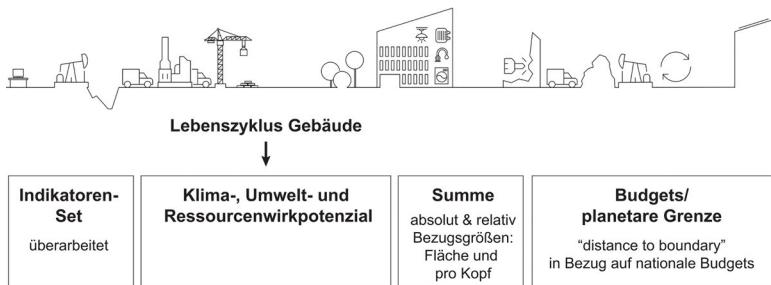 Lebenszyklus Gebäude
Indikatoren-
Set
überarbeitet
Klima-, Umwelt- und
Ressourcenwirkpotenzial
Summe
absolut & relativ
Bezugsgrößen:
Fläche und
pro Kopf
Budgets/
planetare Grenze
“distance to boundary”
in Bezug auf nationale Budgets